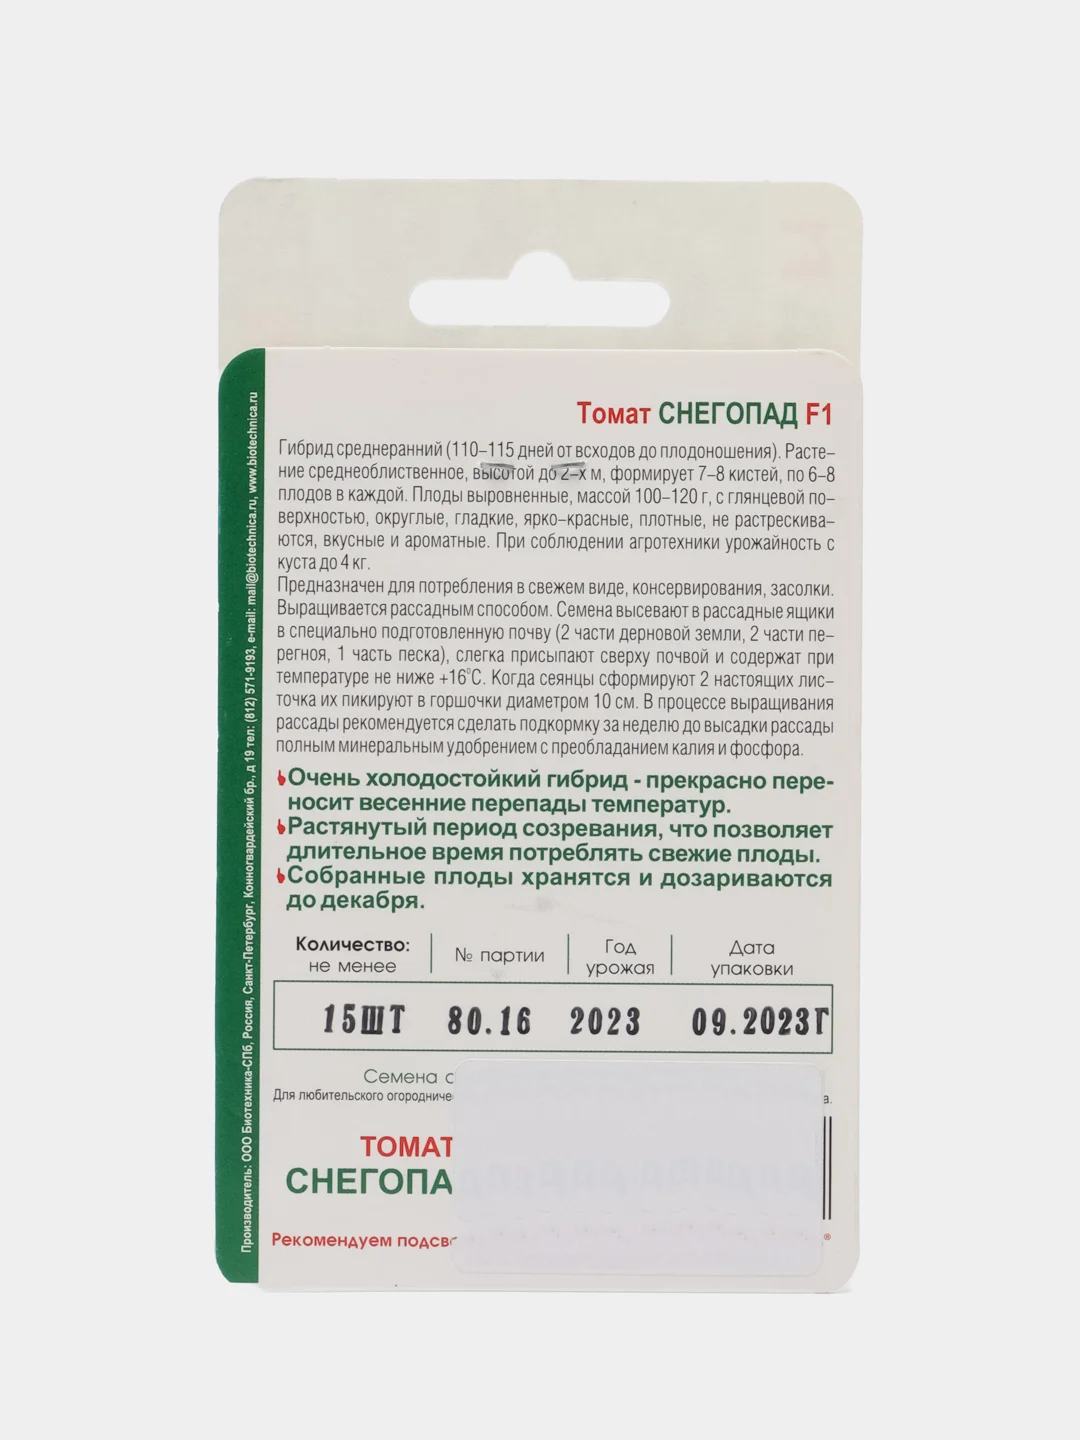 Томат СНЕГОПАД F1
Гибрид среднеранний (110–115 дней от всходов до плодоношения). Расте–
ние среднеоблиственное, высотой до 2–х м, формирует 7–8 кистей, по 6–8
плодов в каждой. Плоды выровненные, массой 100–120 г, с глянцевой по–
верхностью, округлые, гладкие, ярко–красные, плотные, не растрескива–
ются, вкусные и ароматные. При соблюдении агротехники урожайность с
куста до 4 кг.
Предназначен для потребления в свежем виде, консервирования, засолки.
Выращивается рассадным способом. Семена высевают в рассадные ящики
в специально подготовленную почву (2 части дерновой земли, 2 части пе–
регноя, 1 часть песка), слегка присыпают сверху почвой и содержат при
температуре не ниже +16°С. Когда сеянцы сформируют 2 настоящих лис–
точка их пикируют в горшочки диаметром 10 см. В процессе выращивания
рассады рекомендуется сделать подкормку за неделю до высадки рассады
полным минеральным удобрением с преобладанием калия и фосфора.
Очень холодостойкий гибрид - прекрасно пере-
носит весенние перепады температур.
Растянутый период созревания, что позволяет
длительное время потреблять свежие плоды.
Собранные плоды хранятся и дозариваются
до декабря.
Количество:
не менее
№ партии
Год
урожая
Дата
упаковки
15ШТ 80.16 2023 09.2023Г
Семена с
Для любительского огородниче
а.
ТОМАТ
СНЕГОПА
Рекомендуем подсв
®
Производитель: ООО Биотехника-СПб, Россия, Санкт-Петербург, Конногвардейский бр., д 19 тел: (812) 571-9193, e-mail: mail@biotechnica.ru, www.biotechnica.ru